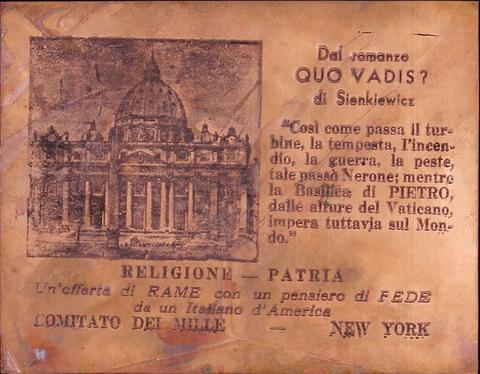 Dal romanzo
QUO VADIS?
di Sienkiewicz
"Così come passa il tur-
bine, la tempesta, l'incen-
dio, la guerra, la peste,
tale passò Nerone; mentre
la Basilica di PIETRO,
dalle alture del Vaticano,
impera tuttavia sul Mon-
do."
RELIGIONE — PATRIA
Un'offerta di RAME con un pensiero di FEDE
da un Italiano d'America
COMITATO DEI MILLE — NEW YORK